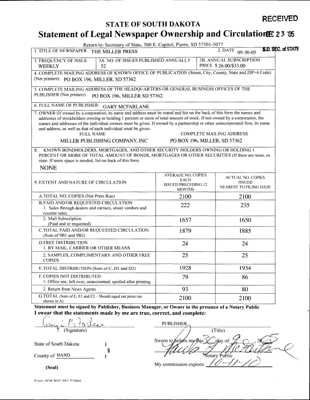 RECEIVED
STATE OF SOUTH DAKOTA
Statement of Legal Newspaper Ownership and Circulation
23 '05
Return to: Secretary of State, 500 E. Capitol, Pierre, SD 57501-5077
S.D. SEC. of STATE
1. TITLE OF NEWSPAPER THE MILLER PRESS
2. DATE 09-30-05
3. FREQUENCY OF ISSUE
WEEKLY
3A. NO. OF ISSUES PUBLISHED ANNUALLY
52
3B. ANNUAL SUBSCRIPTION
PRICE $ 26.00/$33.00
4. COMPLETE MAILING ADDRESS OF KNOWN OFFICE OF PUBLICATION (Street, City, County, State and ZIP+4 Code)
(Not printers) PO BOX 196, MILLER, SD 57362
5. COMPLETE MAILING ADDRESS OF THE HEADQUARTERS OR GENERAL BUSINESS OFFICES OF THE
PUBLISHER (Not printer) PO BOX 196, MILLER SD 57362
6. FULL NAME OF PUBLISHER: GARY MCFARLANE
7. OWNER (If owned by a corporation, its name and address must be stated and listed on the back of this form the names and
addresses of stockholders owning or holding 1 percent or more of total amount of stock. If not owned by a corporation, the
names and addresses of the individual owners must be given. If owned by a partnership or other unincorporated firm, its name
and address, as well as that of each individual must be given.
FULL NAME
COMPLETE MAILING ADDRESS
MILLER PUBLISHING COMPANY, INC
PO BOX 196, MILLER, SD 57362
8. KNOWN BONDHOLDERS, MORTGAGES, AND OTHER SECURITY HOLDERS OWNING OR HOLDING 1
PERCENT OR MORE OF TOTAL AMOUNT OF BONDS, MORTGAGES OR OTHER SECURITIES (If there are none, so
state. If more space is needed, list on back of this form.
NONE
9. EXTENT AND NATURE OF CIRCULATION
AVERAGE NO. COPIES
EACH
ISSUED PRECEDING 12
MONTHS
ACTUAL NO. COPIES
ISSUED
NEAREST TO FILING DATE
A. TOTAL NO. COPIES (Net Press Run)
2100
2100
B. PAID AND/OR REQUESTED CIRCULATION
1. Sales through dealers and carriers, street vendors and
counter sales.
222
235
2. Mail Subscription
(Paid and/or requested)
1657
1650
C. TOTAL PAID AND/OR REQUESTED CIRCULATION
(Sum of 9B1 and 9B2)
1879
1885
D. FREE DISTRIBUTION
1. BY MAIL, CARRIER OR OTHER MEANS
24
24
2. SAMPLES, COMPLIMENTARY AND OTHER FREE
COPIES
25
25
E. TOTAL DISTRIBUTION (Sum of C, D1 and D2)
1928
1934
F. COPIES NOT DISTRIBUTED
1. Office use, left over, unaccounted, spoiled after printing
79
86
2. Return from News Agents
93
80
G. TOTAL (Sum of E, F1 and F2 - Should equal net press run
shown in A)
2100
2100
Statement must be signed by Publisher, Business Manager, or Owner in the presence of a Notary Public
I swear that the statements made by me are true, correct, and complete:
PUBLISHER
(Signature)
(Title)
State of South Dakota )
§
County of HAND )
(Seal)
Sworn to before me this
day of
Notary Public
My commission expires: 10-11-10